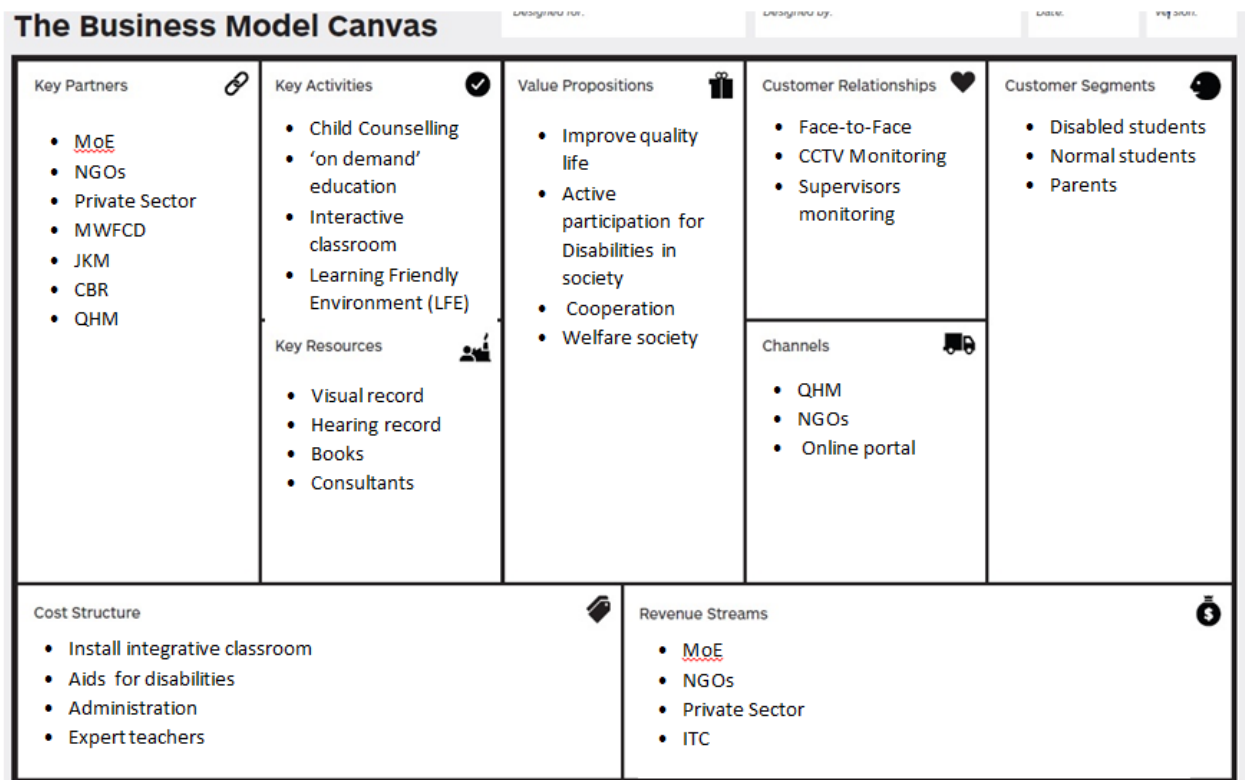 The Business Model Canvas
Designed for:
Designed by:
Date:
Version:
Key Partners
• MoE
• NGOs
• Private Sector
• MWFCD
• JKM
• CBR
• QHM
Key Activities
• Child Counselling
• ‘on demand’
education
• Interactive
classroom
• Learning Friendly
Environment (LFE)
Key Resources
• Visual record
• Hearing record
• Books
• Consultants
Value Propositions
• Improve quality
life
• Active
participation for
Disabilities in
society
• Cooperation
• Welfare society
Customer Relationships
• Face-to-Face
• CCTV Monitoring
• Supervisors
monitoring
Channels
• QHM
• NGOs
• Online portal
Customer Segments
• Disabled students
• Normal students
• Parents
Cost Structure
• Install integrative classroom
• Aids for disabilities
• Administration
• Expert teachers
Revenue Streams
• MoE
• NGOs
• Private Sector
• ITC